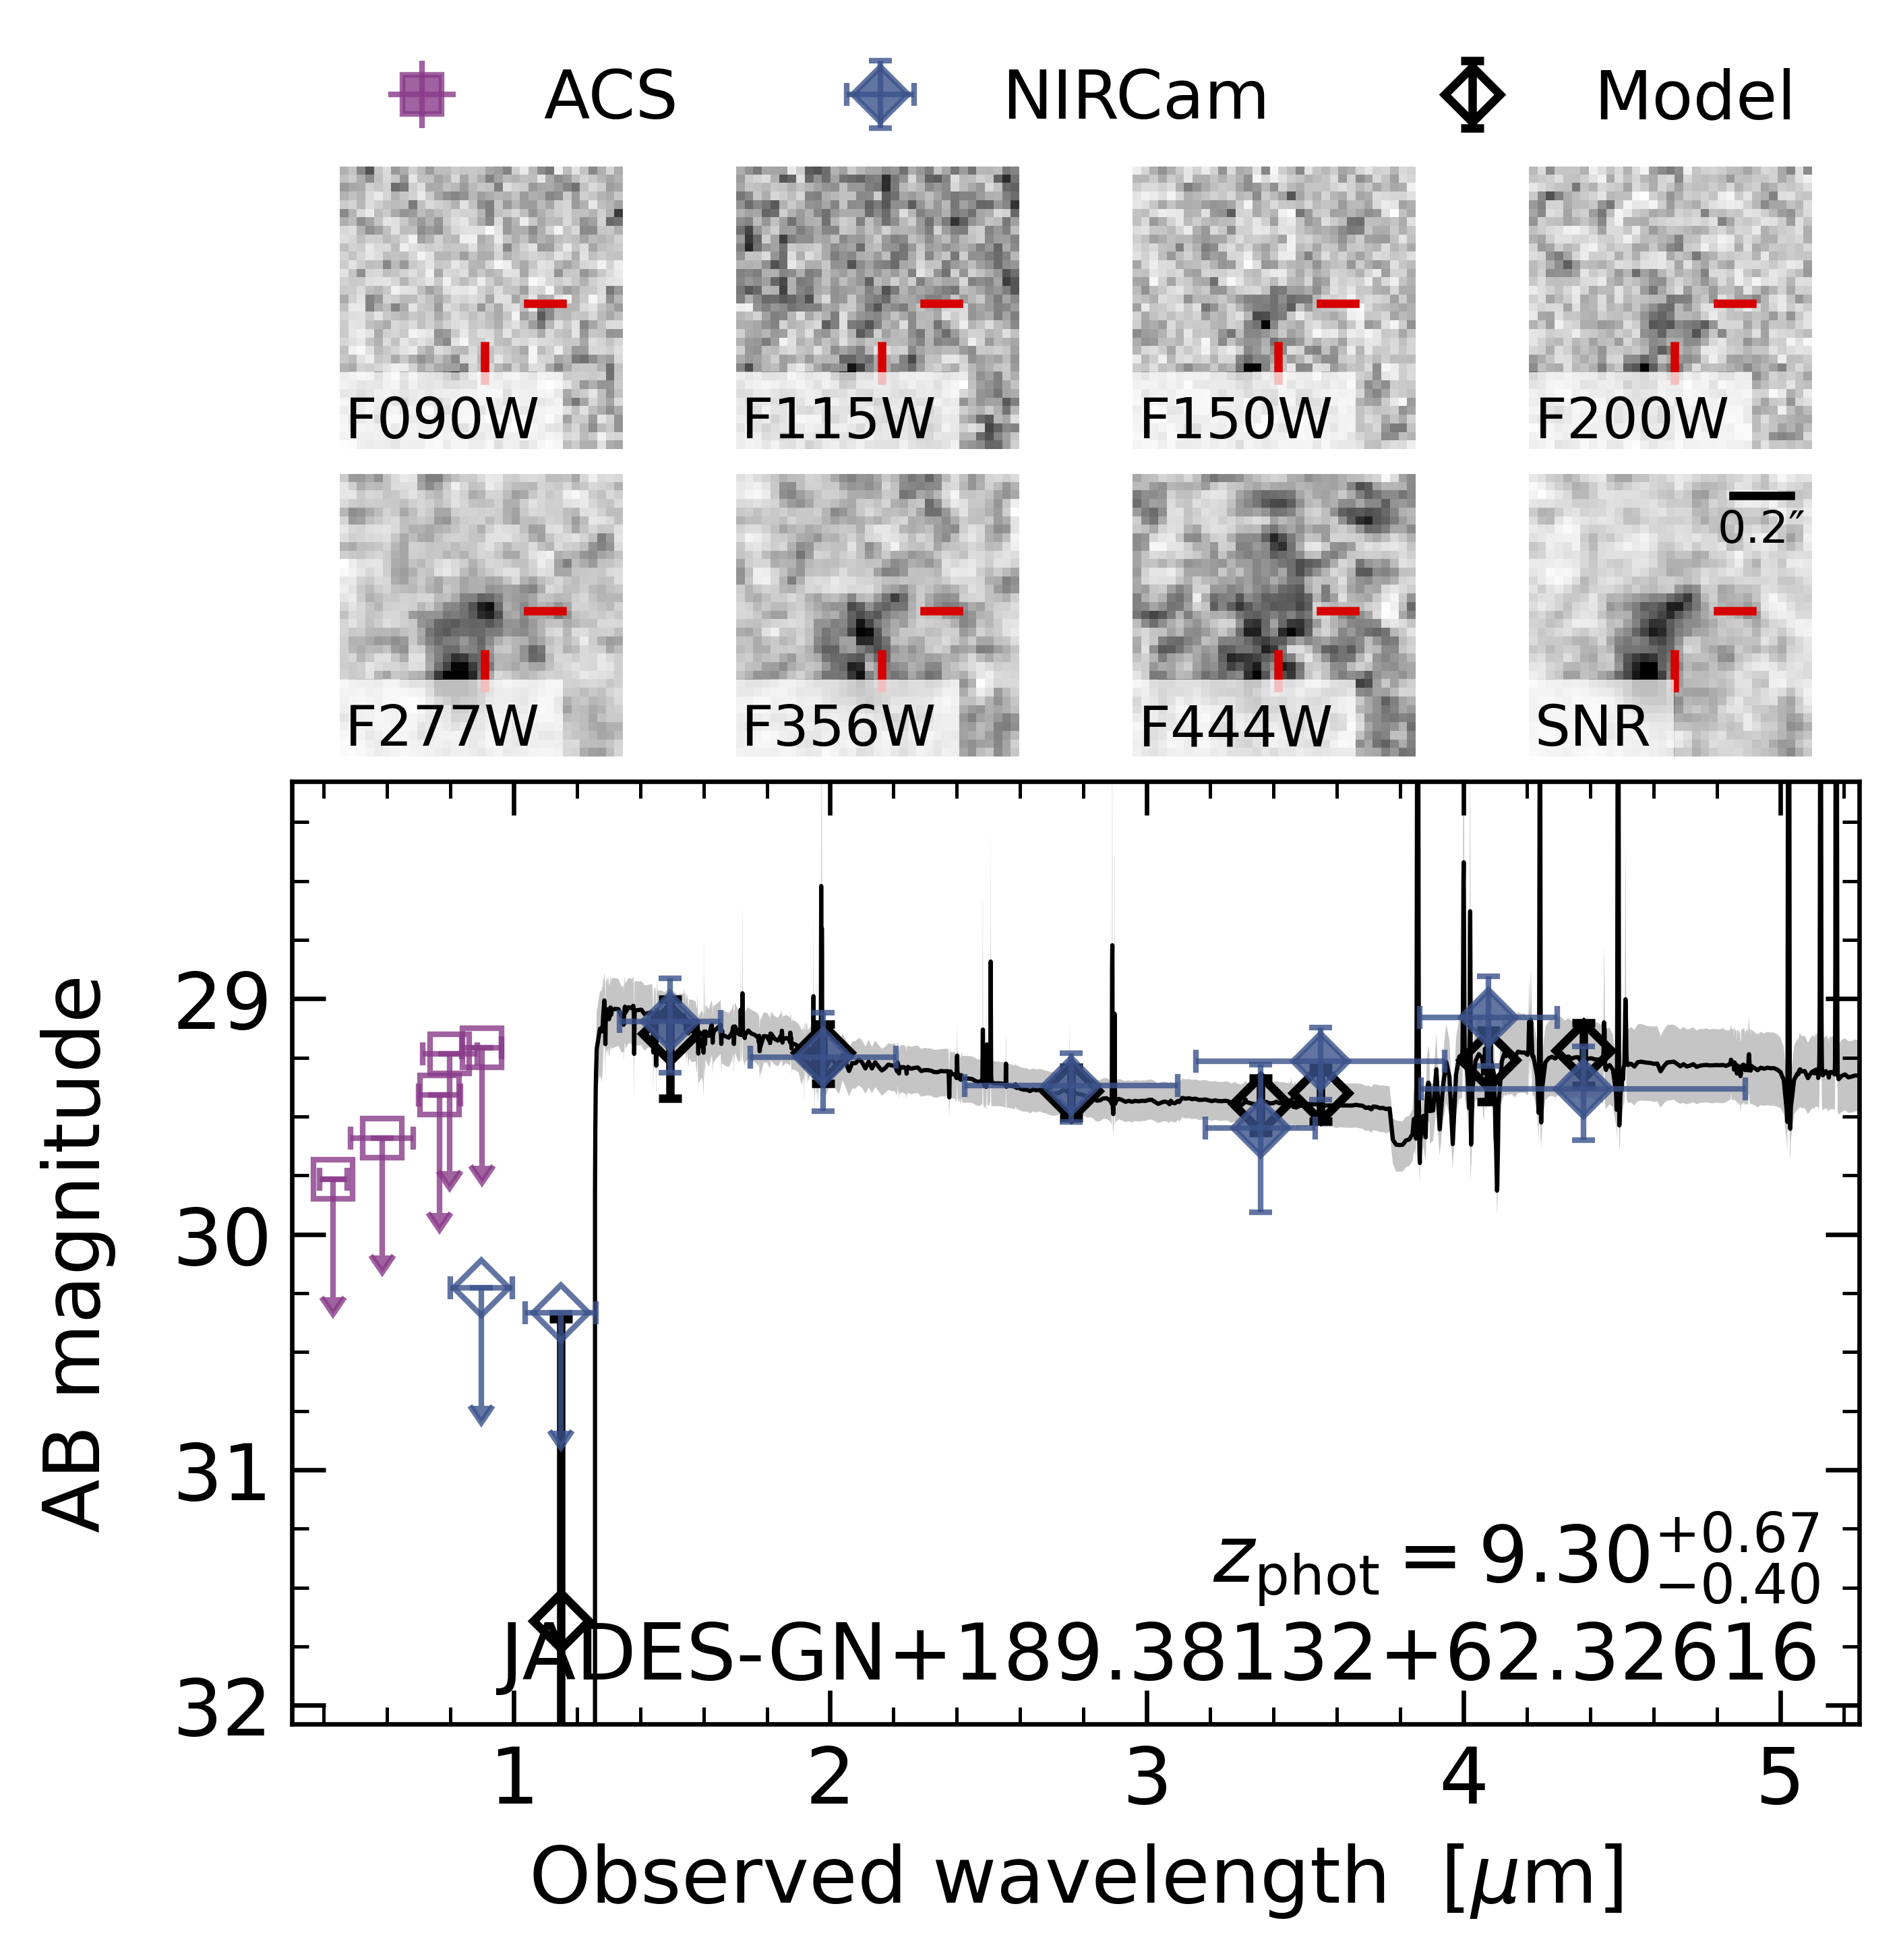 ACS NIRCam Model
F090W F115W F150W F200W
0.2″
F277W F356W F444W SNR
AB magnitude
29
30
31
32
z_phot = 9.30 +0.67 −0.40
JADES-GN+189.38132+62.32616
1 2 3 4 5
Observed wavelength [μm]